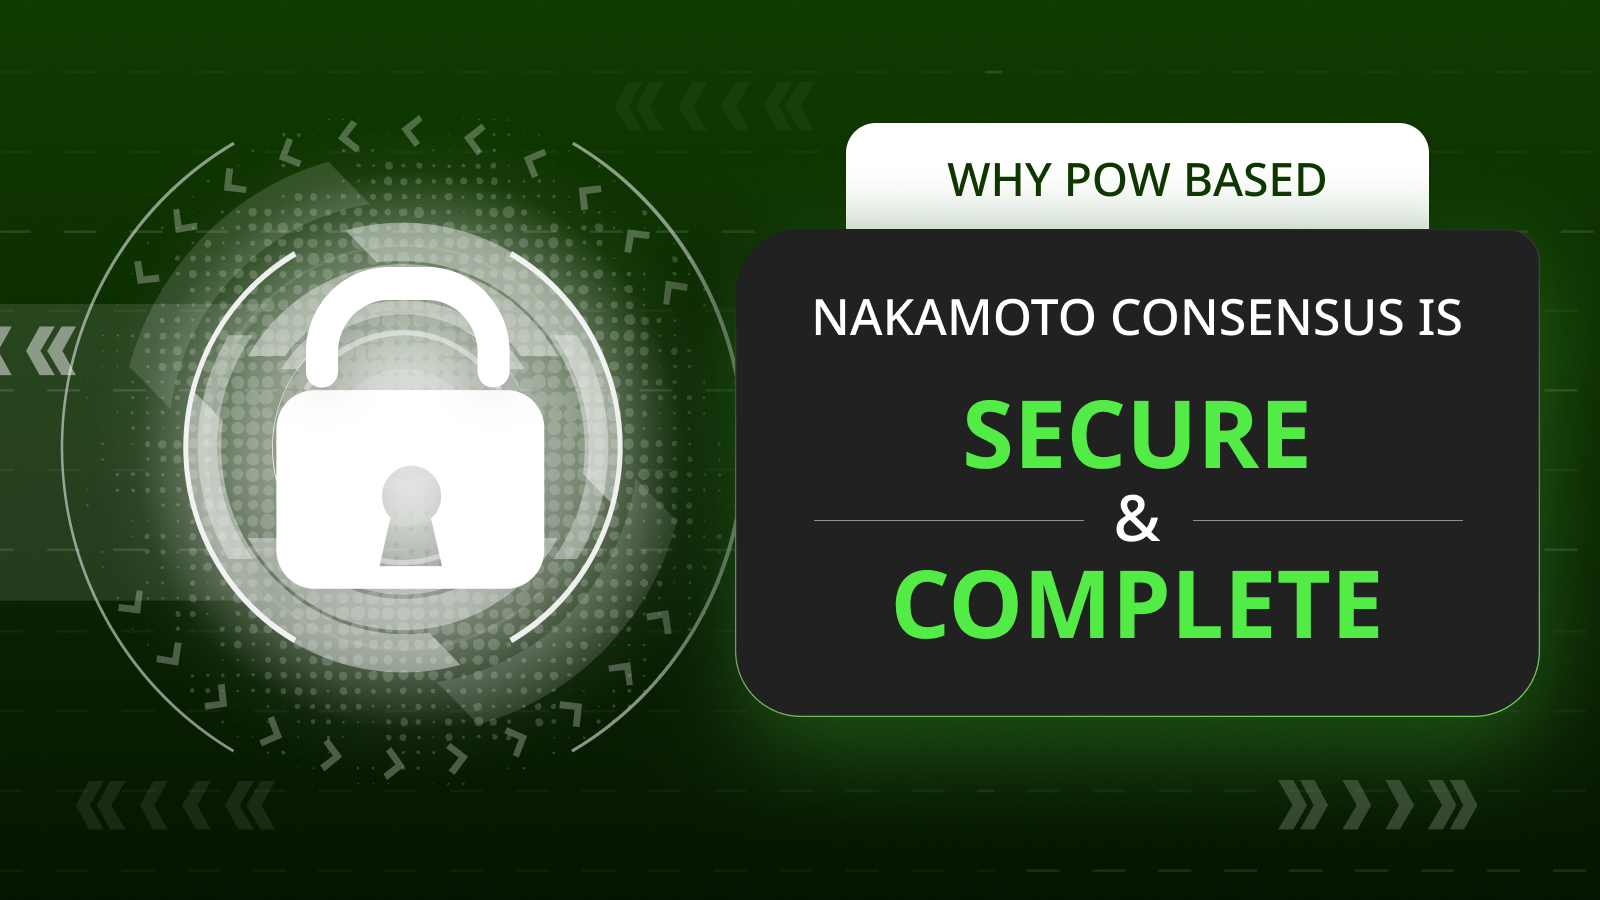 WHY POW BASED
NAKAMOTO CONSENSUS IS
SECURE
&
COMPLETE